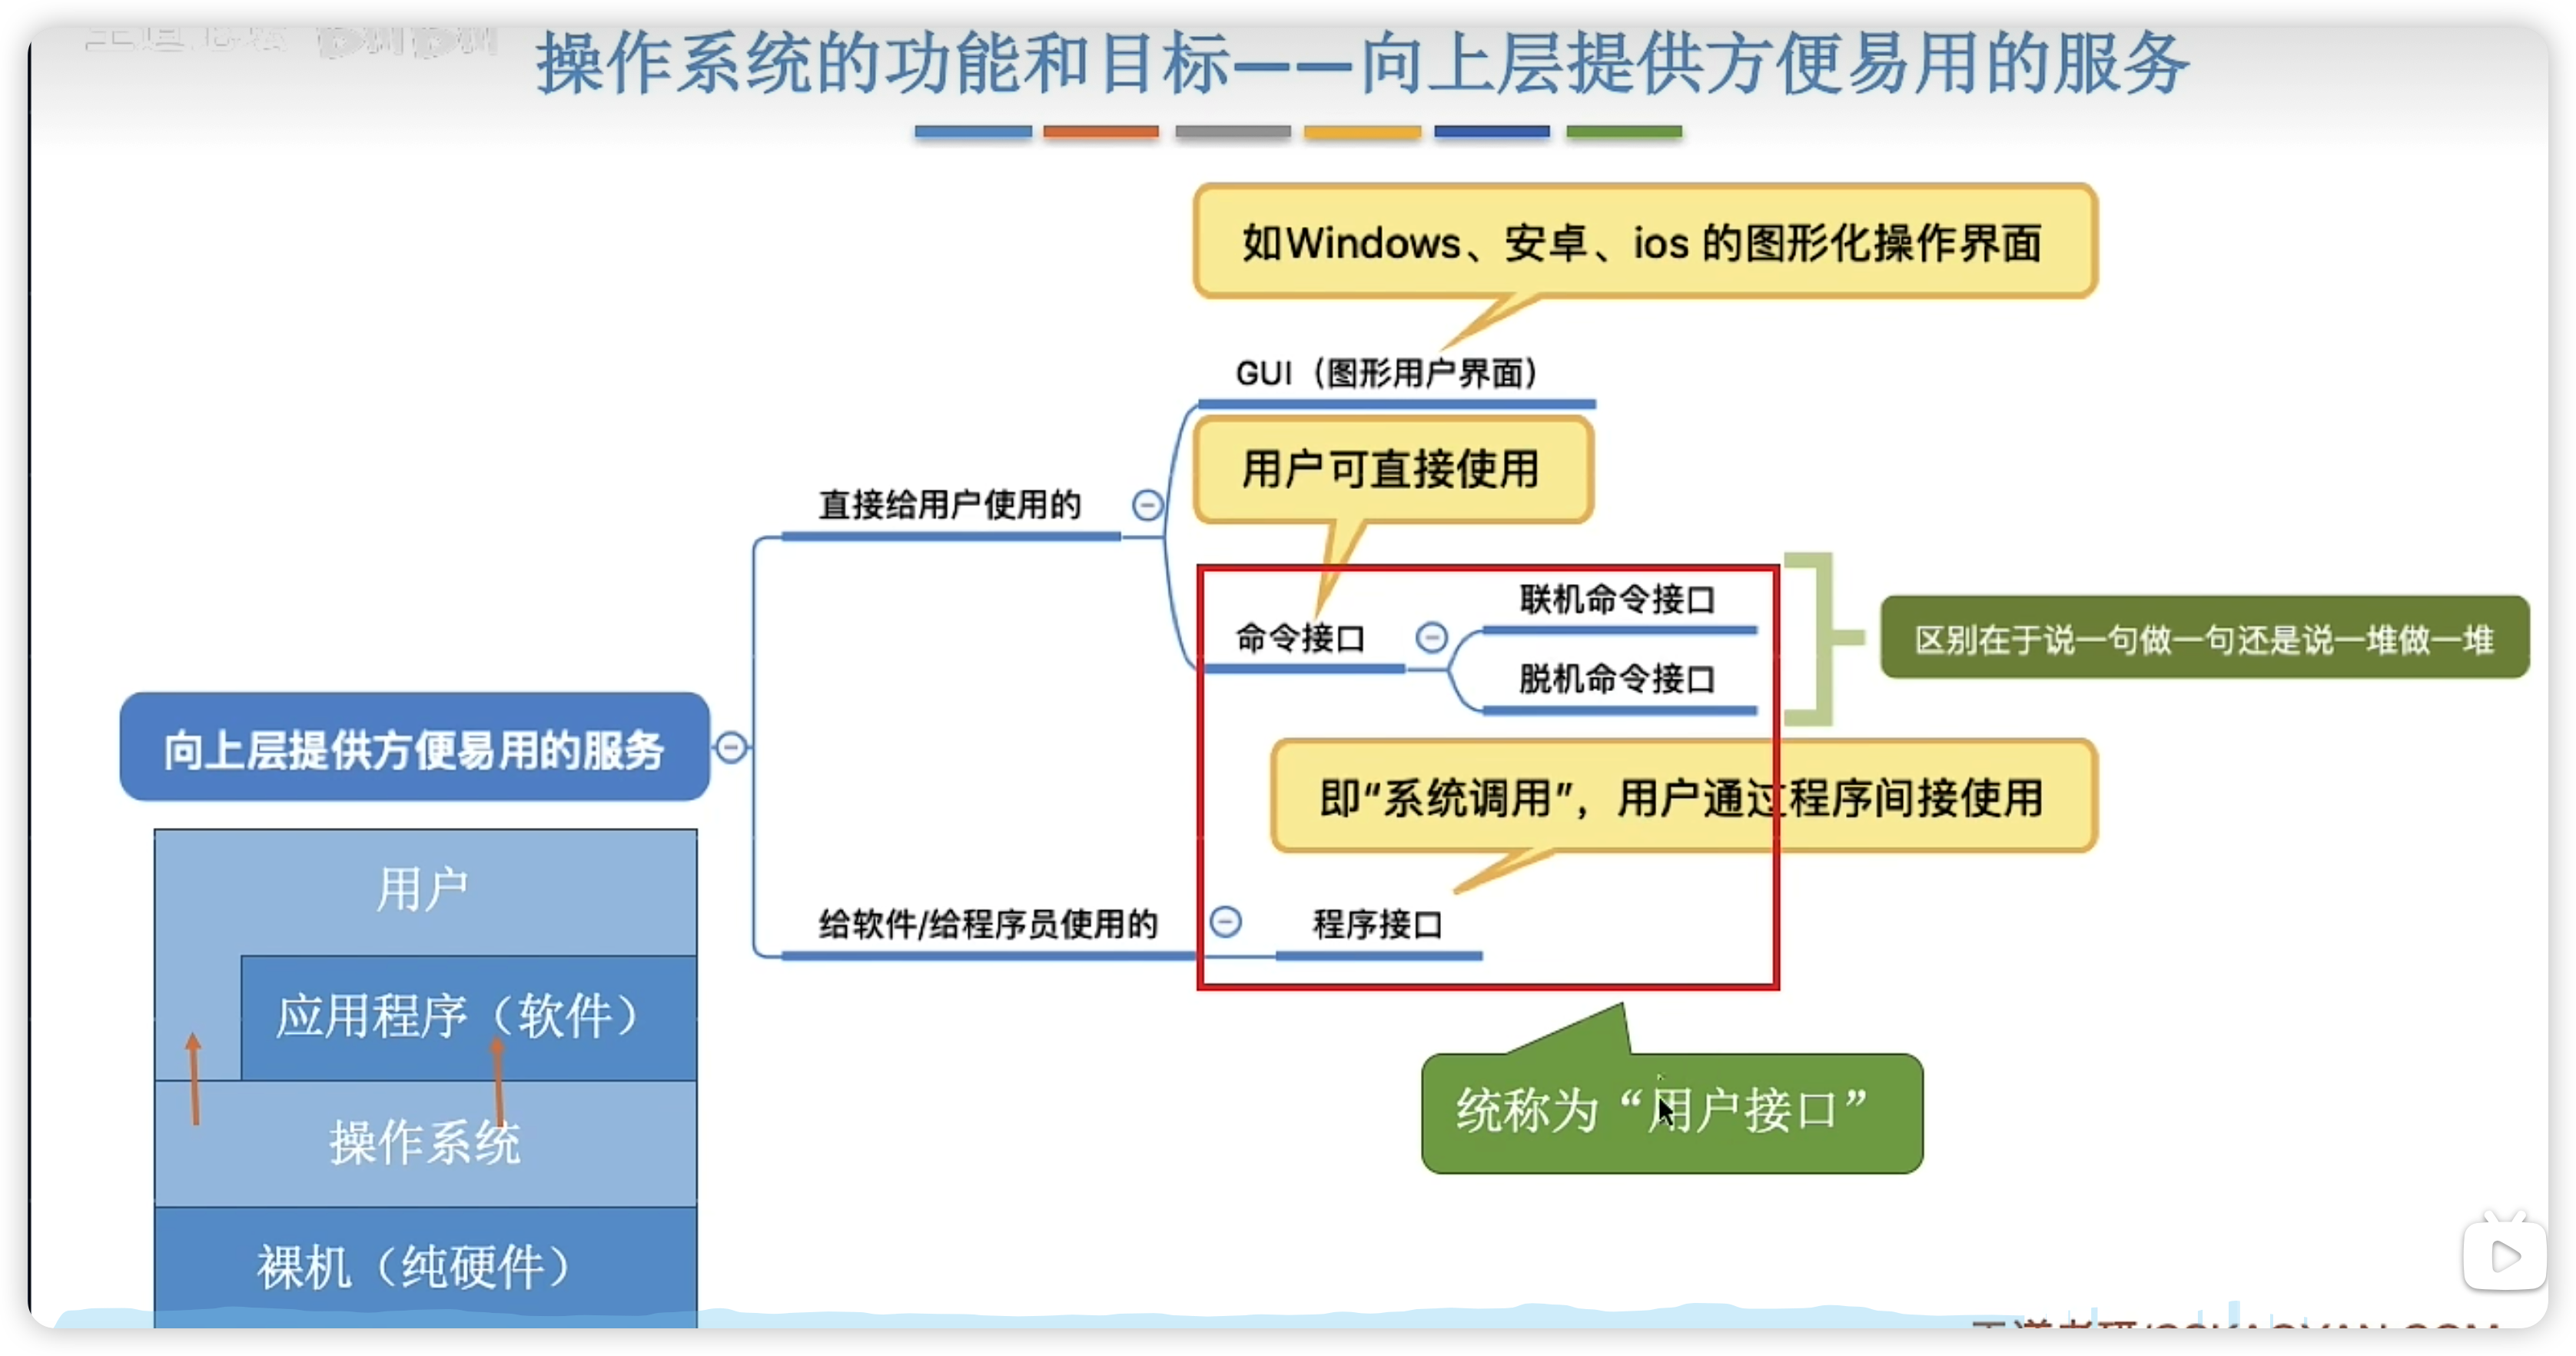 操作系统的功能和目标——向上层提供方便易用的服务
如Windows、安卓、ios 的图形化操作界面
GUI（图形用户界面）
用户可直接使用
直接给用户使用的
联机命令接口
命令接口
脱机命令接口
区别在于说一句做一句还是说一堆做一堆
向上层提供方便易用的服务
即“系统调用”，用户通过程序间接使用
给软件/给程序员使用的
程序接口
用户
应用程序（软件）
操作系统
裸机（纯硬件）
统称为“用户接口”